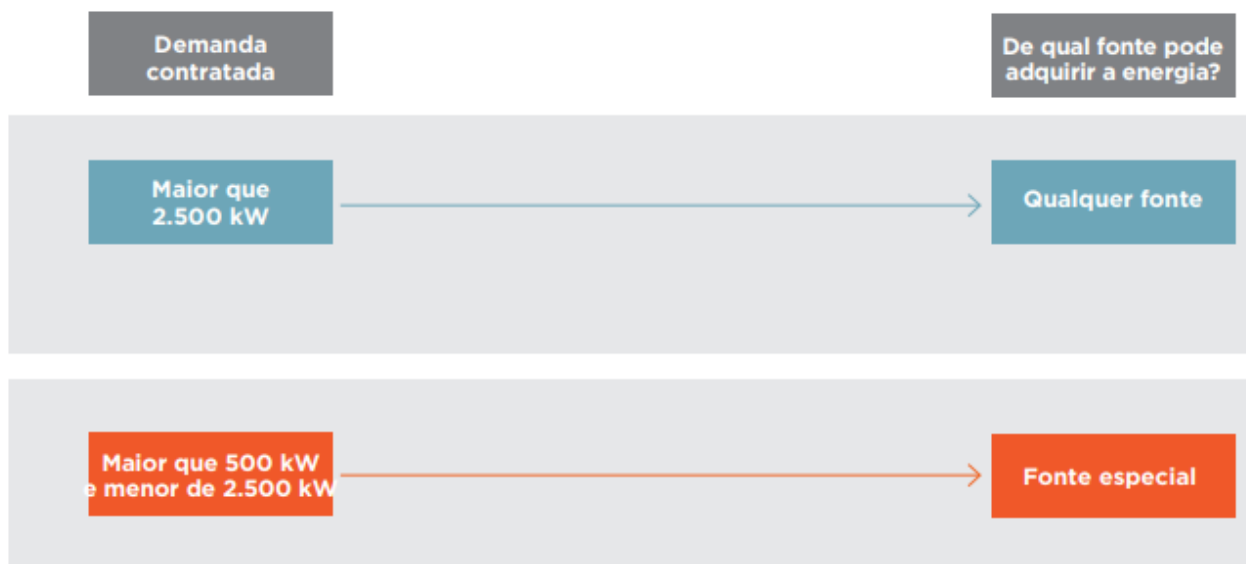 Demanda
contratada
De qual fonte pode
adquirir a energia?
Maior que
2.500 kW
Qualquer fonte
Maior que 500 kW
e menor de 2.500 kW
Fonte especial